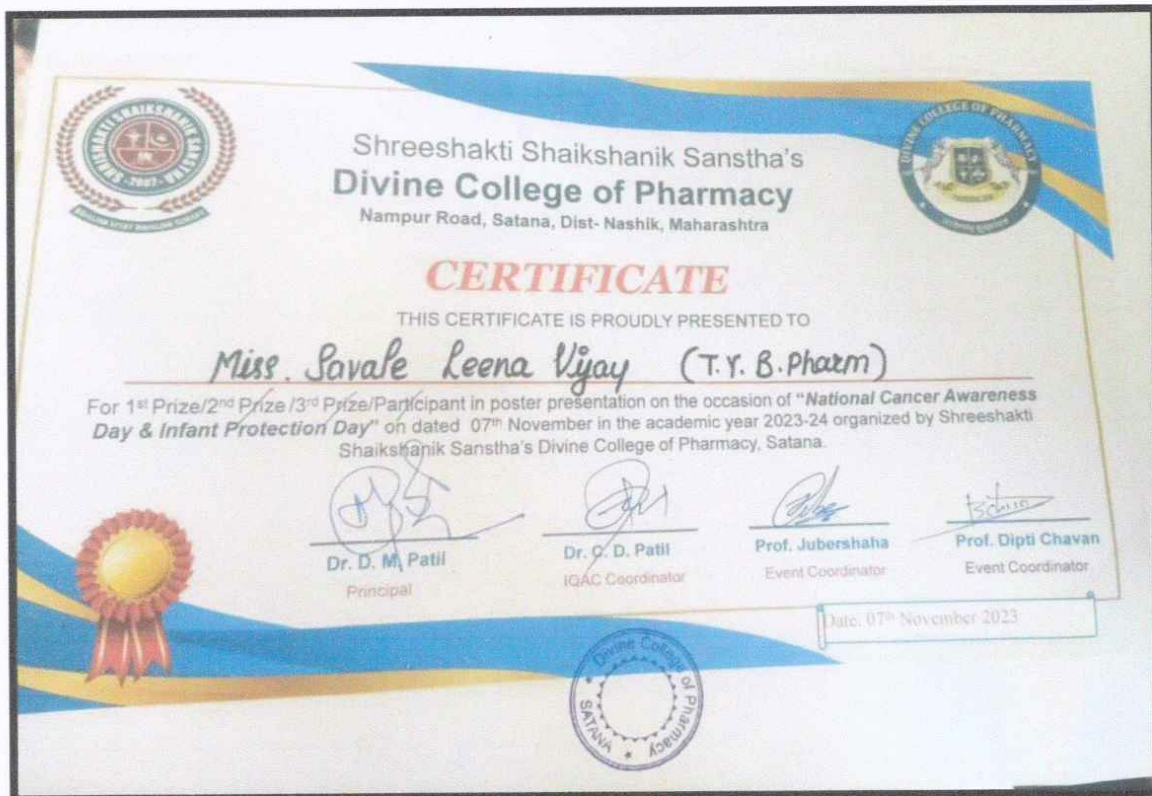 SHRISHAKTI SHAIKSHANIK SANSTHA
2007
DIVINE COLLEGE OF PHARMACY
Shreeshakti Shaikshanik Sanstha's
Divine College of Pharmacy
Nampur Road, Satana, Dist- Nashik, Maharashtra
CERTIFICATE
THIS CERTIFICATE IS PROUDLY PRESENTED TO
Miss. Savale Leena Vijay (T.Y. B.Pharm)
For 1st Prize/2nd Prize /3rd Prize/Participant in poster presentation on the occasion of "National Cancer Awareness
Day & Infant Protection Day" on dated 07th November in the academic year 2023-24 organized by Shreeshakti
Shaikshanik Sanstha's Divine College of Pharmacy, Satana.
Dr. D. M. Patil
Dr. C. D. Patil
Prof. Jubershaha
Prof. Dipti Chavan
Principal
IQAC Coordinator
Event Coordinator
Event Coordinator
Date: 07th November 2023
Divine College of Pharmacy
SATANA